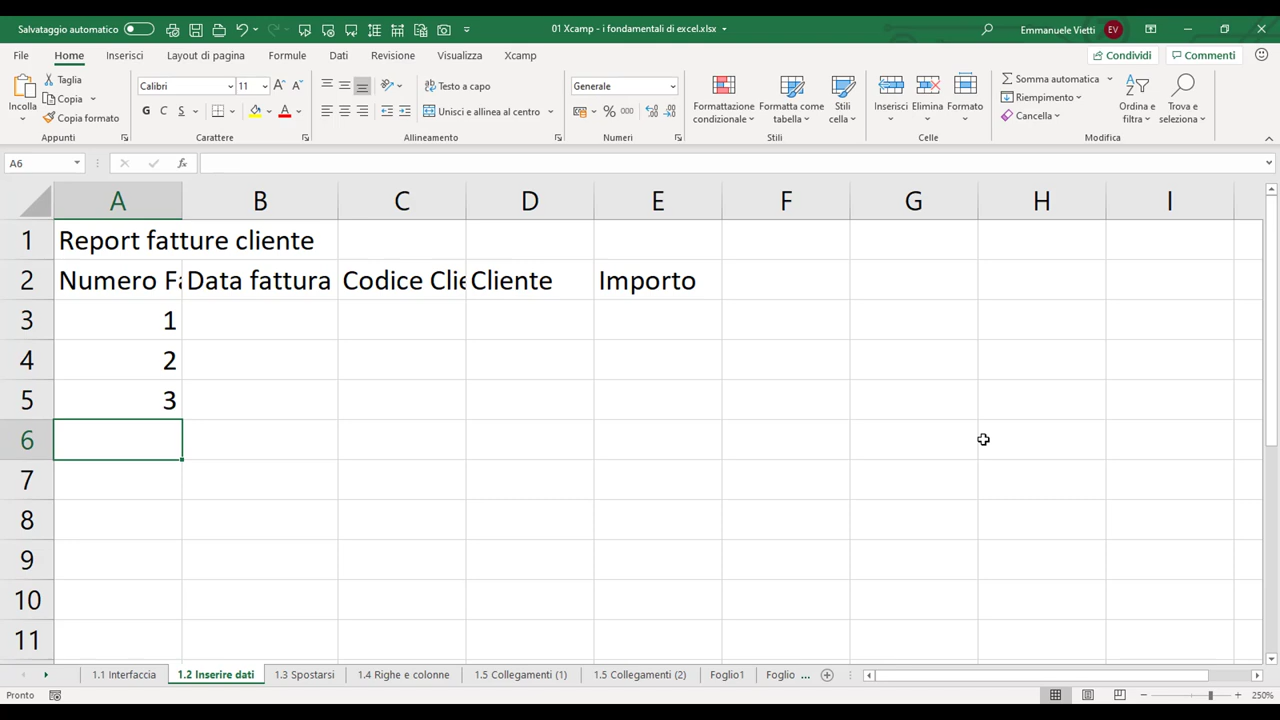 Salvataggio automatico
01 Xcamp - i fondamentali di excel.xlsx
Emmanuele Vietti EV
File Home Inserisci Layout di pagina Formule Dati Revisione Visualizza Xcamp
Condividi Commenti
Incolla
Taglia
Copia
Copia formato
Appunti
Calibri 11
G C S A
Carattere
Testo a capo
Unisci e allinea al centro
Allineamento
Generale
% 000
Numeri
Formattazione condizionale
Formatta come tabella
Stili cella
Stili
Inserisci Elimina Formato
Celle
Somma automatica
Riempimento
Cancella
Ordina e filtra
Trova e seleziona
Modifica
A6 fx
A B C D E F G H I
1 Report fatture cliente
2 Numero Fa Data fattura Codice Clie Cliente Importo
3 1
4 2
5 3
6
7
8
9
10
11
1.1 Interfaccia 1.2 Inserire dati 1.3 Spostarsi 1.4 Righe e colonne 1.5 Collegamenti (1) 1.5 Collegamenti (2) Foglio1 Foglio ...
Pronto 250%